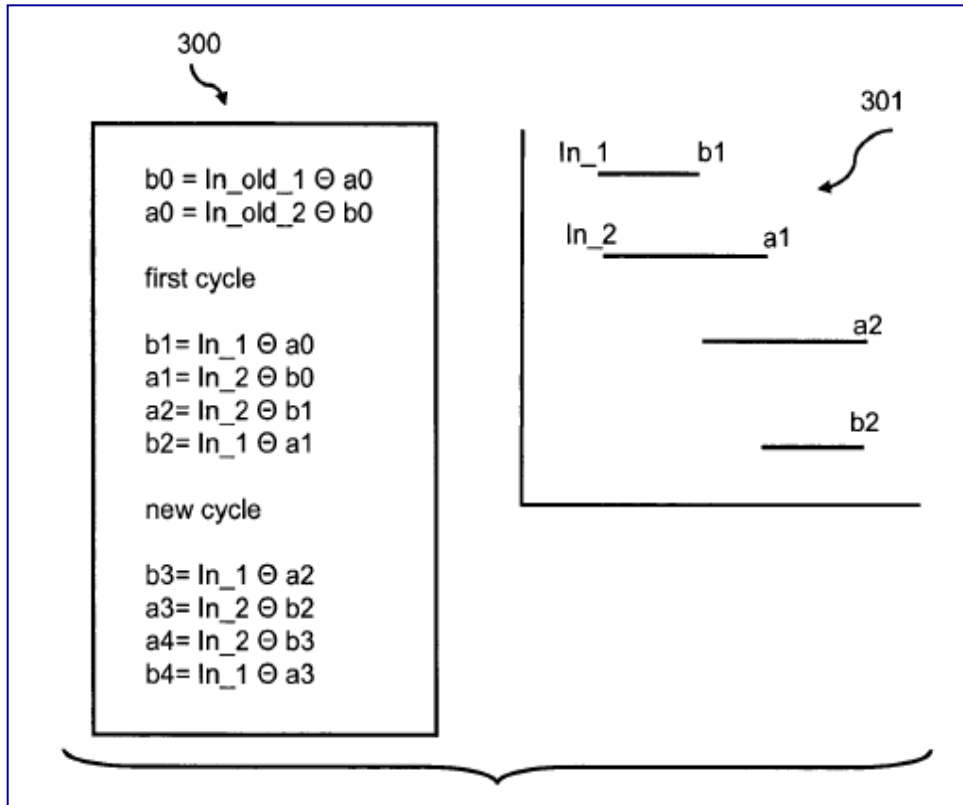 300
b0 = In_old_1 Θ a0
a0 = In_old_2 Θ b0
first cycle
b1= In_1 Θ a0
a1= In_2 Θ b0
a2= In_2 Θ b1
b2= In_1 Θ a1
new cycle
b3= In_1 Θ a2
a3= In_2 Θ b2
a4= In_2 Θ b3
b4= In_1 Θ a3
301
In_1 b1
In_2 a1
a2
b2